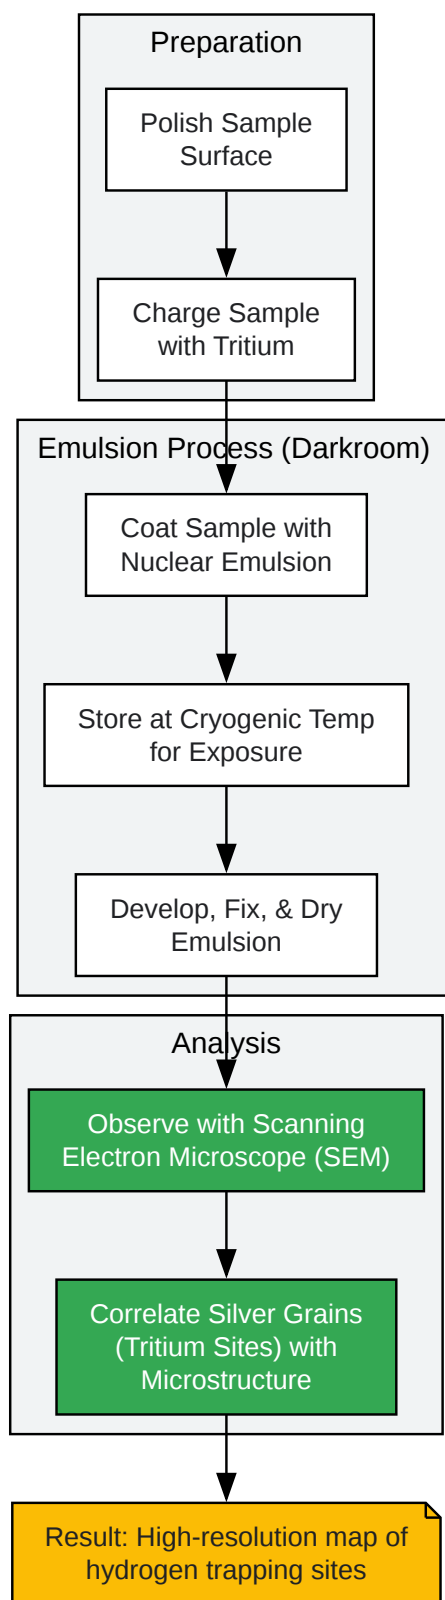 Preparation
Polish Sample
Surface
Charge Sample
with Tritium
Emulsion Process (Darkroom)
Coat Sample with
Nuclear Emulsion
Store at Cryogenic Temp
for Exposure
Develop, Fix, & Dry
Emulsion
Analysis
Observe with Scanning
Electron Microscope (SEM)
Correlate Silver Grains
(Tritium Sites) with
Microstructure
Result: High-resolution map of
hydrogen trapping sites